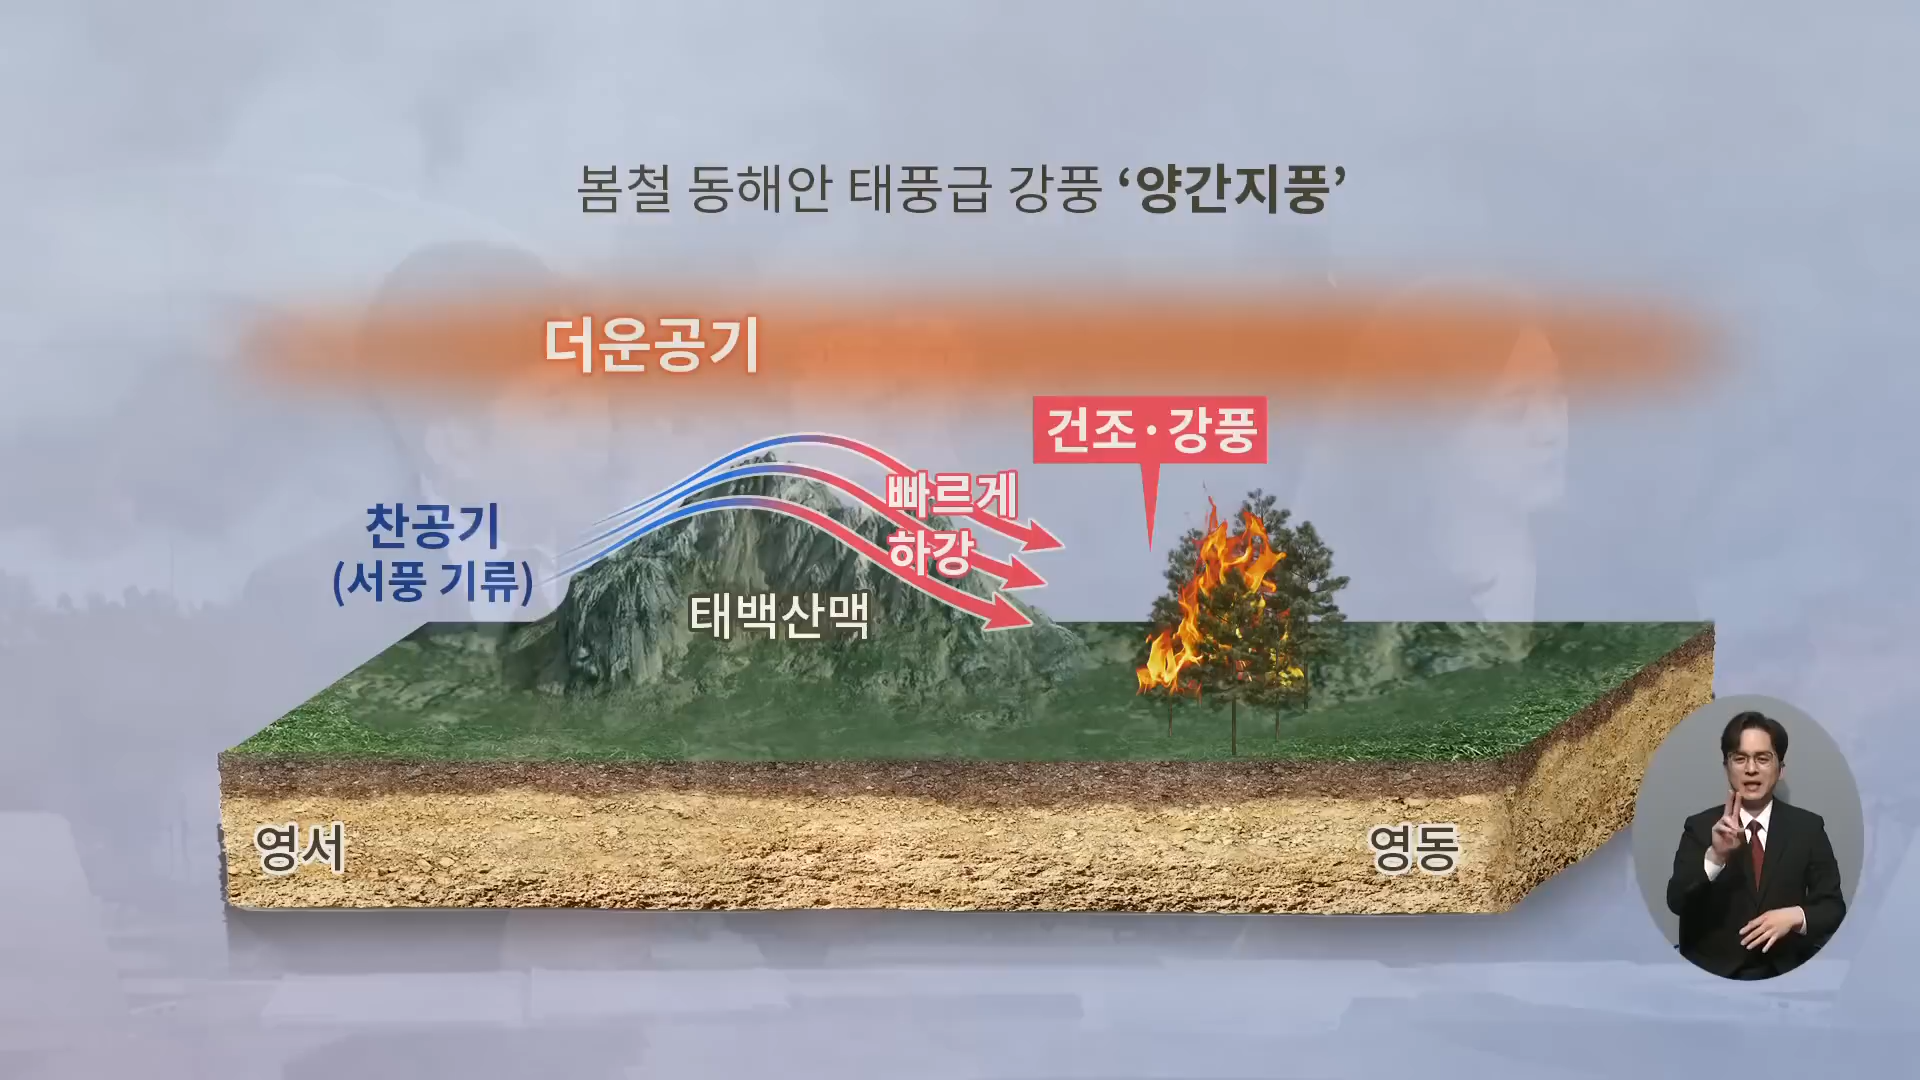 봄철 동해안 태풍급 강풍 ‘양간지풍’
더운공기
건조·강풍
빠르게
하강
찬공기
(서풍 기류)
태백산맥
영서
영동